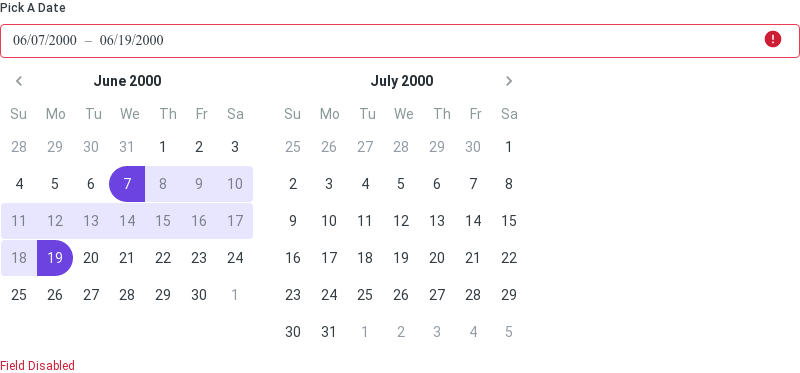 Pick A Date
06/07/2000 – 06/19/2000
June 2000
Su Mo Tu We Th Fr Sa
28 29 30 31 1 2 3
4 5 6 7 8 9 10
11 12 13 14 15 16 17
18 19 20 21 22 23 24
25 26 27 28 29 30 1
July 2000
Su Mo Tu We Th Fr Sa
25 26 27 28 29 30 1
2 3 4 5 6 7 8
9 10 11 12 13 14 15
16 17 18 19 20 21 22
23 24 25 26 27 28 29
30 31 1 2 3 4 5
Field Disabled